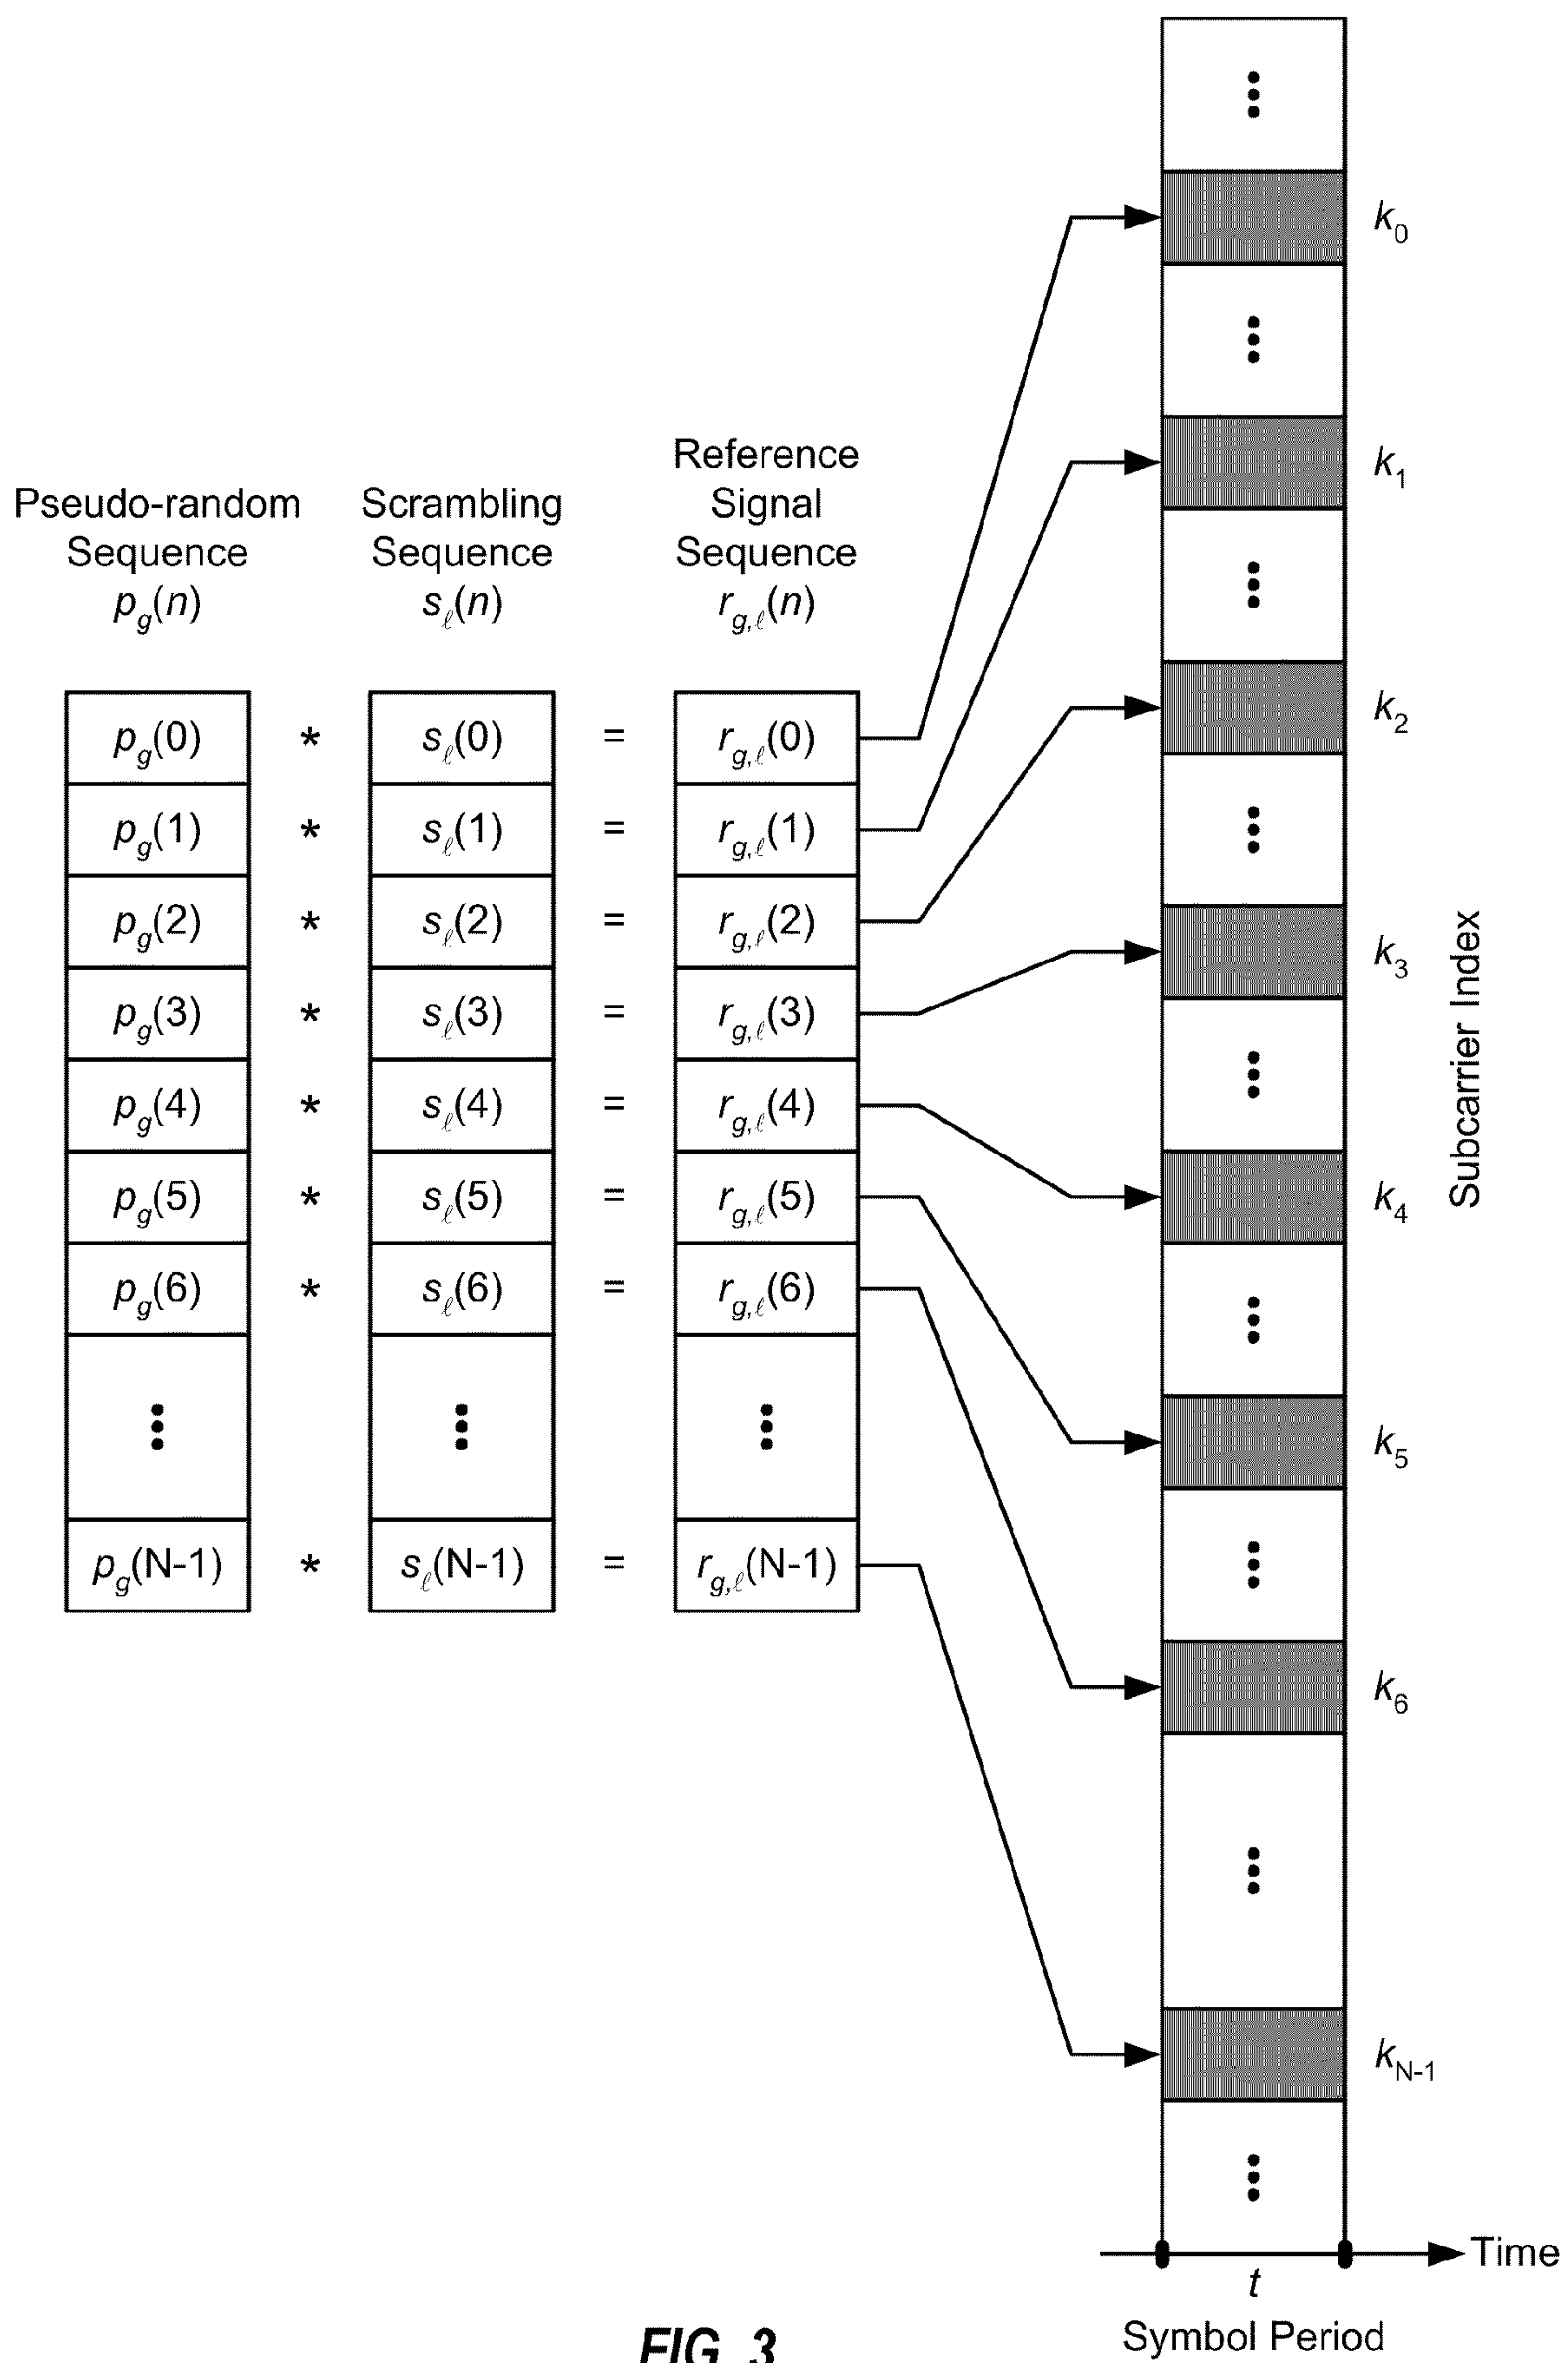 Pseudo-random
Sequence
pg(n)
Scrambling
Sequence
sℓ(n)
Reference
Signal
Sequence
rg,ℓ(n)
pg(0) * sℓ(0) = rg,ℓ(0)
pg(1) * sℓ(1) = rg,ℓ(1)
pg(2) * sℓ(2) = rg,ℓ(2)
pg(3) * sℓ(3) = rg,ℓ(3)
pg(4) * sℓ(4) = rg,ℓ(4)
pg(5) * sℓ(5) = rg,ℓ(5)
pg(6) * sℓ(6) = rg,ℓ(6)
pg(N-1) * sℓ(N-1) = rg,ℓ(N-1)
k0
k1
k2
k3
k4
k5
k6
kN-1
Subcarrier Index
Time
t
Symbol Period
FIG. 3